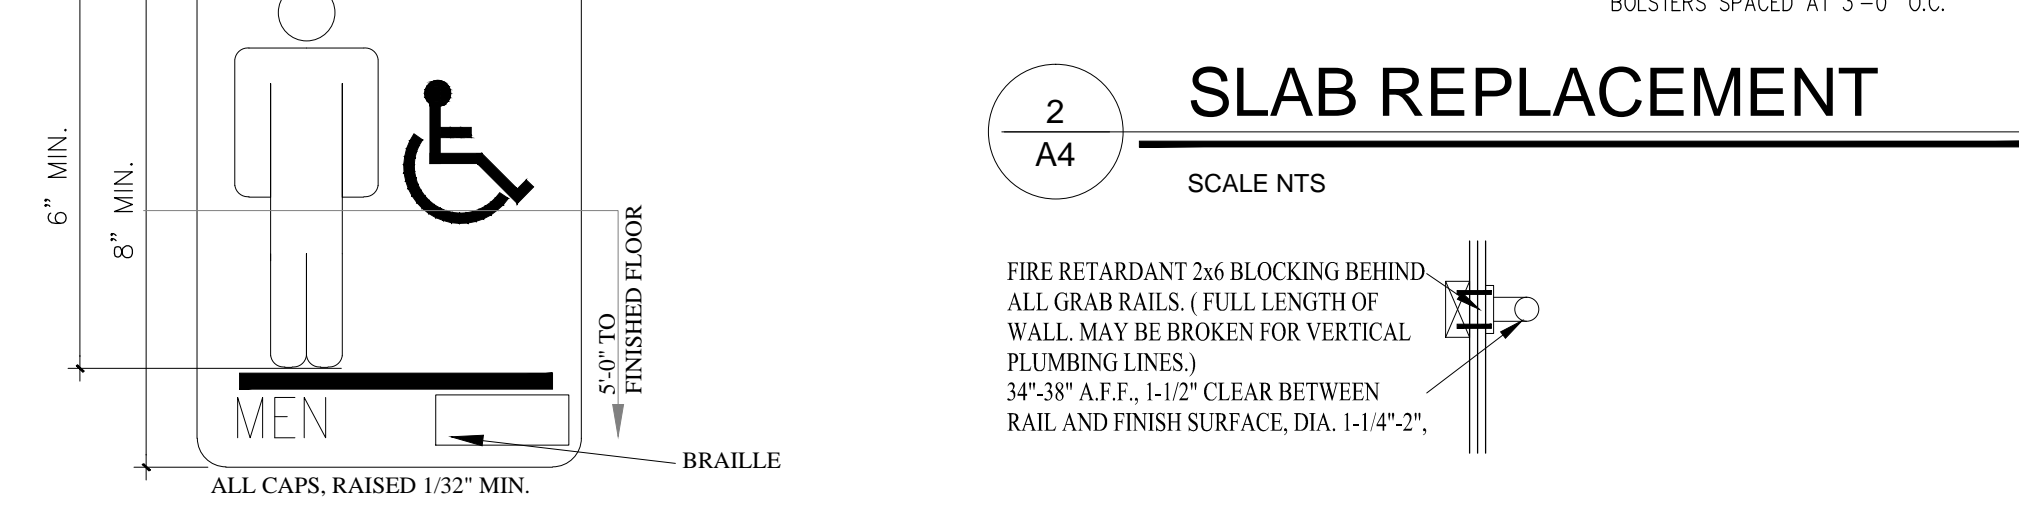 BOLSTERS SPACED AT 3'-0" O.C.
2
A4
SLAB REPLACEMENT
SCALE NTS
6” MIN.
8” MIN.
5'-0" TO
FINISHED FLOOR
MEN
BRAILLE
ALL CAPS, RAISED 1/32" MIN.
FIRE RETARDANT 2x6 BLOCKING BEHIND
ALL GRAB RAILS. ( FULL LENGTH OF
WALL. MAY BE BROKEN FOR VERTICAL
PLUMBING LINES.)
34"-38" A.F.F., 1-1/2" CLEAR BETWEEN
RAIL AND FINISH SURFACE, DIA. 1-1/4"-2",